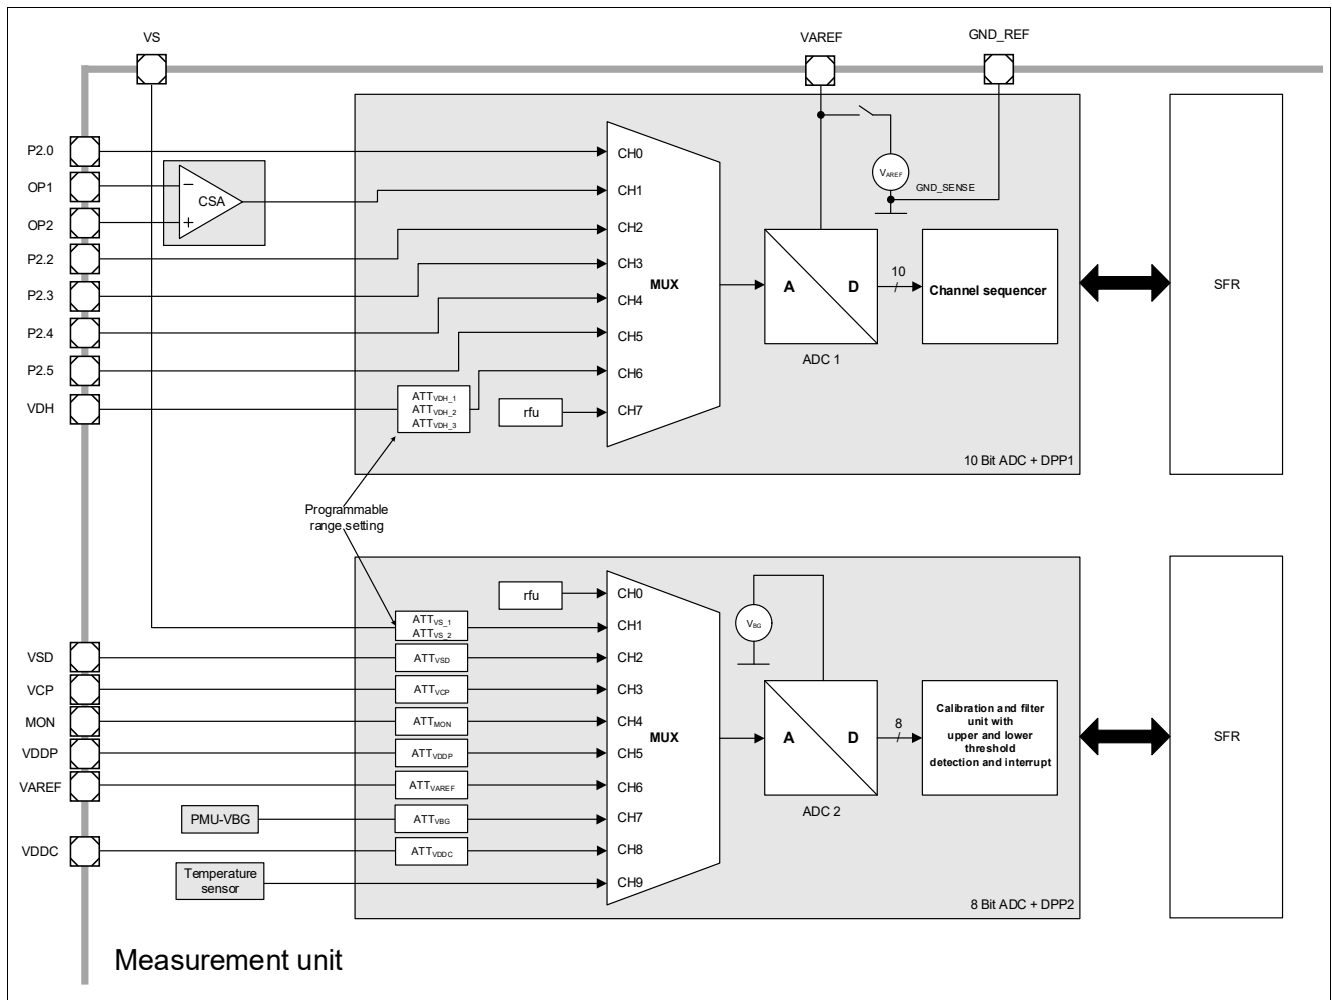 VS
VAREF
GND_REF
P2.0
OP1
OP2
P2.2
P2.3
P2.4
P2.5
VDH
−
CSA
+
ATTVDH_1
ATTVDH_2
ATTVDH_3
rfu
CH0
CH1
CH2
CH3
CH4
CH5
CH6
CH7
MUX
VAREF
GND_SENSE
A
D
ADC 1
10
Channel sequencer
10 Bit ADC + DPP1
SFR
Programmable
range setting
VSD
VCP
MON
VDDP
VAREF
VDDC
PMU-VBG
Temperature
sensor
rfu
ATTVS_1
ATTVS_2
ATTVSD
ATTVCP
ATTMON
ATTVDDP
ATTVAREF
ATTVBG
ATTVDDC
CH0
CH1
CH2
CH3
CH4
CH5
CH6
CH7
CH8
CH9
MUX
VBG
A
D
ADC 2
8
Calibration and filter
unit with
upper and lower
threshold
detection and interrupt
8 Bit ADC + DPP2
SFR
Measurement unit